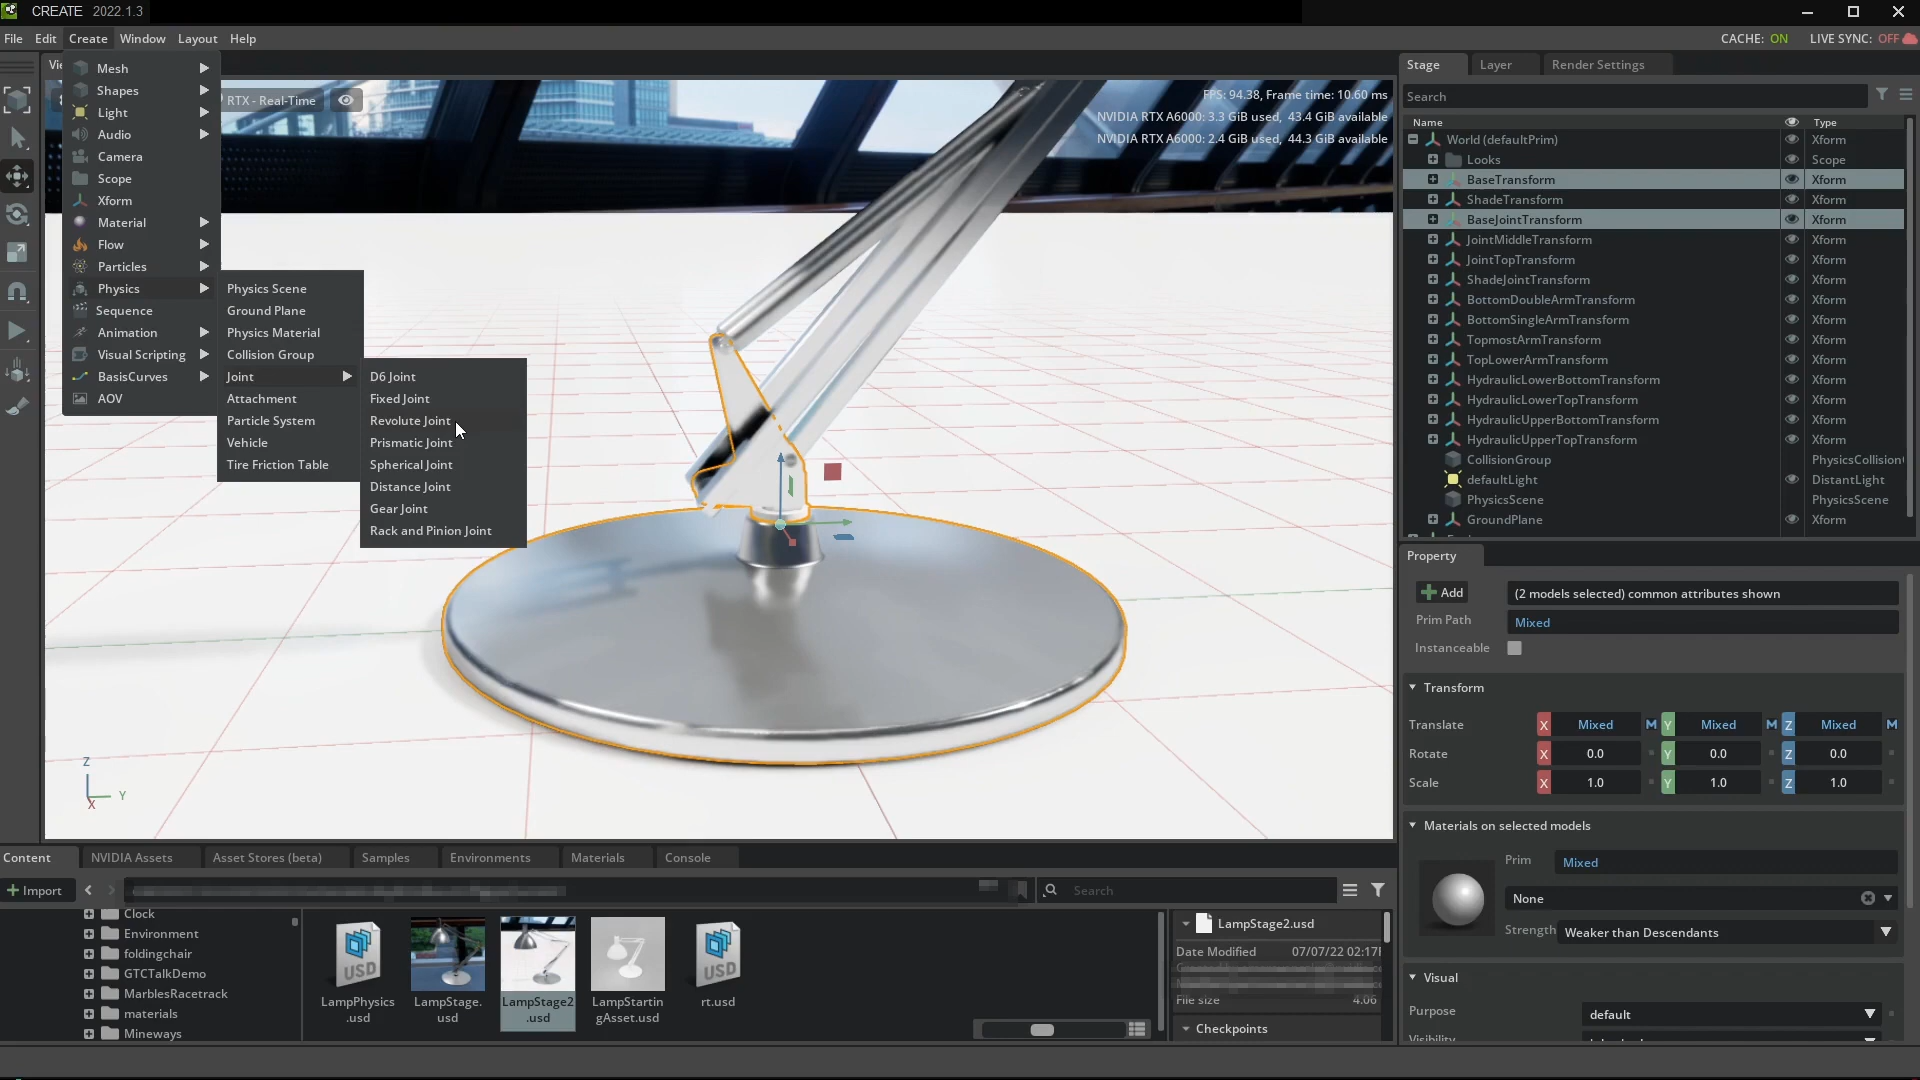 CREATE 2022.1.3
File Edit Create Window Layout Help
CACHE: ON LIVE SYNC: OFF
Mesh
Shapes
Light
Audio
Camera
Scope
Xform
Material
Flow
Particles
Physics
Sequence
Animation
Visual Scripting
BasisCurves
AOV
Physics Scene
Ground Plane
Physics Material
Collision Group
Joint
Attachment
Particle System
Vehicle
Tire Friction Table
D6 Joint
Fixed Joint
Revolute Joint
Prismatic Joint
Spherical Joint
Distance Joint
Gear Joint
Rack and Pinion Joint
RTX - Real-Time
FPS: 94.38, Frame time: 10.60 ms
NVIDIA RTX A6000: 3.3 GiB used, 43.4 GiB available
NVIDIA RTX A6000: 2.4 GiB used, 44.3 GiB available
Z
Y
X
Stage Layer Render Settings
Search
Name Type
World (defaultPrim) Xform
Looks Scope
BaseTransform Xform
ShadeTransform Xform
BaseJointTransform Xform
JointMiddleTransform Xform
JointTopTransform Xform
ShadeJointTransform Xform
BottomDoubleArmTransform Xform
BottomSingleArmTransform Xform
TopmostArmTransform Xform
TopLowerArmTransform Xform
HydraulicLowerBottomTransform Xform
HydraulicLowerTopTransform Xform
HydraulicUpperBottomTransform Xform
HydraulicUpperTopTransform Xform
CollisionGroup PhysicsCollision
defaultLight DistantLight
PhysicsScene PhysicsScene
GroundPlane Xform
Property
Add (2 models selected) common attributes shown
Prim Path Mixed
Instanceable
Transform
Translate X Mixed M Y Mixed M Z Mixed M
Rotate X 0.0 Y 0.0 Z 0.0
Scale X 1.0 Y 1.0 Z 1.0
Materials on selected models
Prim Mixed
None
Strength Weaker than Descendants
Visual
Purpose default
Content NVIDIA Assets Asset Stores (beta) Samples Environments Materials Console
Import Search
Clock
Environment
foldingchair
GTCTalkDemo
MarblesRacetrack
materials
Mineways
USD
LampPhysics
.usd
LampStage.
usd
LampStage2
.usd
LampStartin
gAsset.usd
USD
rt.usd
LampStage2.usd
Date Modified 07/07/22 02:17
File size 4.06
Checkpoints